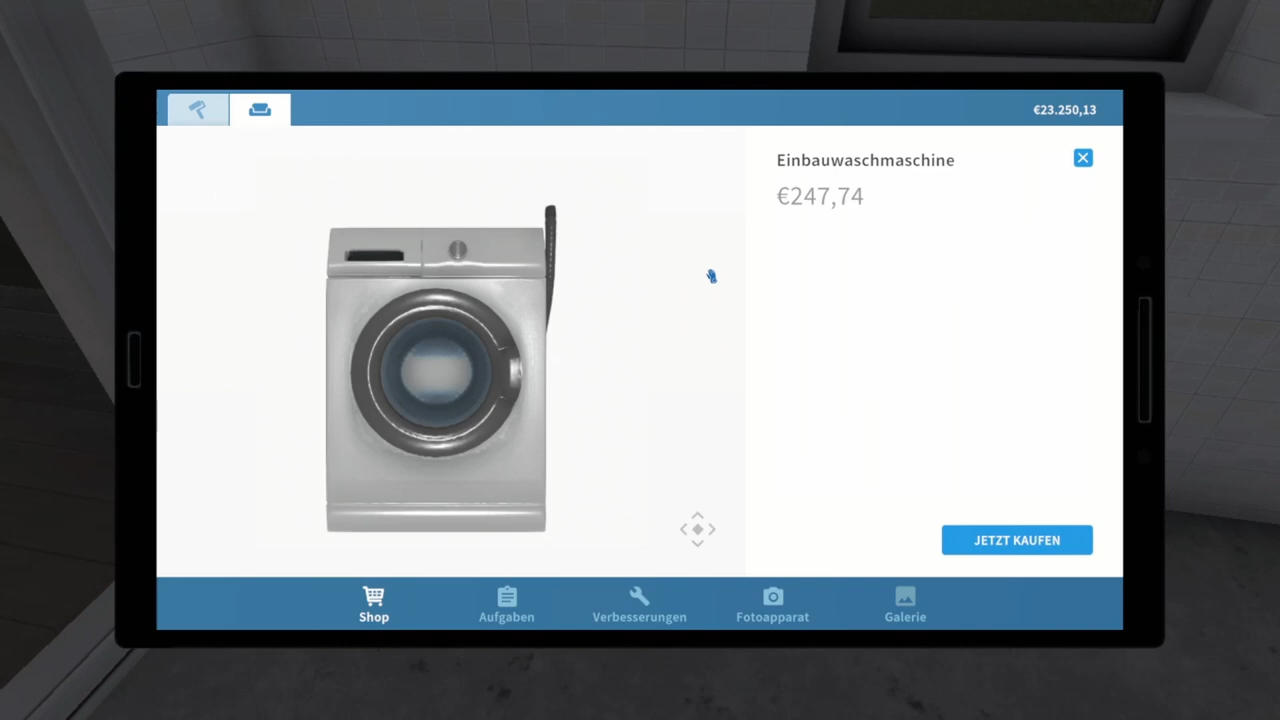 €23.250,13
Einbauwaschmaschine
€247,74
JETZT KAUFEN
Shop
Aufgaben
Verbesserungen
Fotoapparat
Galerie